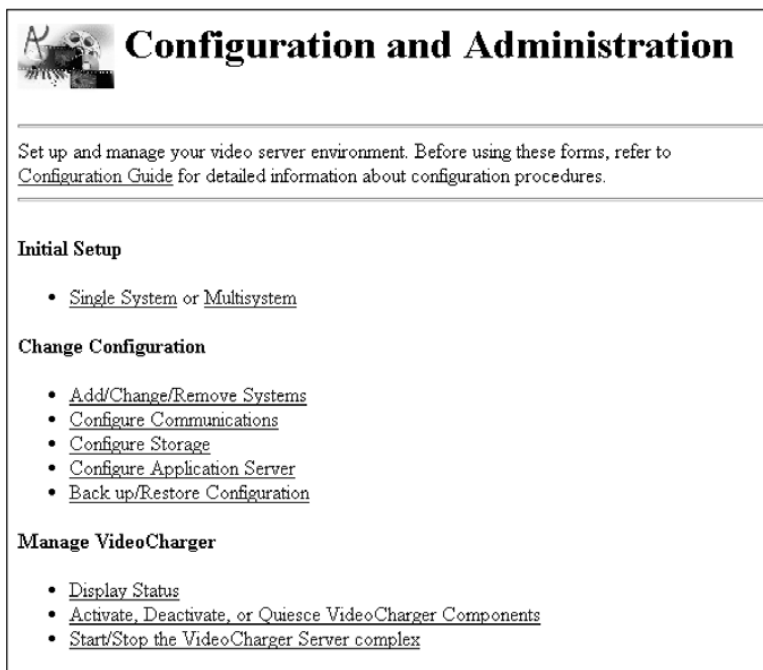 Configuration and Administration
Set up and manage your video server environment. Before using these forms, refer to
Configuration Guide for detailed information about configuration procedures.
Initial Setup
• Single System or Multisystem
Change Configuration
• Add/Change/Remove Systems
• Configure Communications
• Configure Storage
• Configure Application Server
• Back up/Restore Configuration
Manage VideoCharger
• Display Status
• Activate, Deactivate, or Quiesce VideoCharger Components
• Start/Stop the VideoCharger Server complex